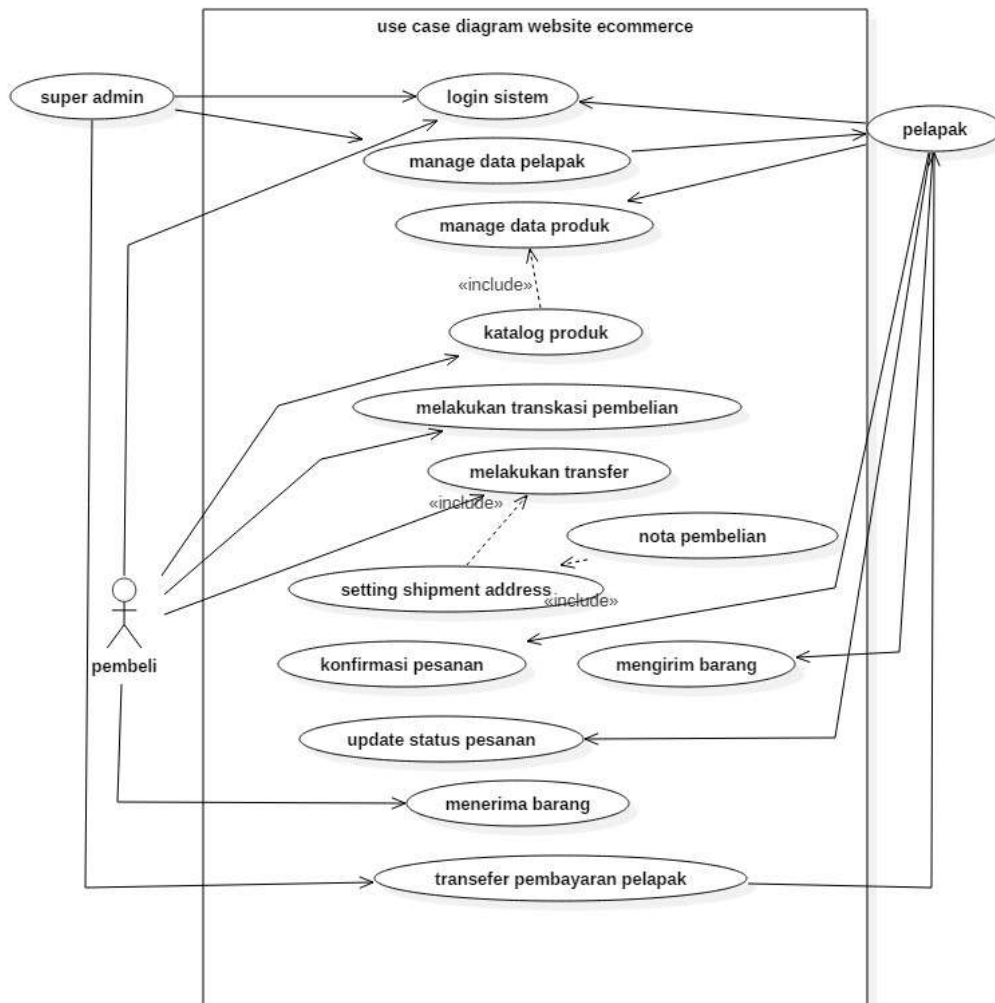 use case diagram website ecommerce
super admin
login sistem
pelapak
manage data pelapak
manage data produk
«include»
katalog produk
melakukan transkasi pembelian
melakukan transfer
«include»
nota pembelian
setting shipment address
«include»
konfirmasi pesanan
mengirim barang
pembeli
update status pesanan
menerima barang
transefer pembayaran pelapak